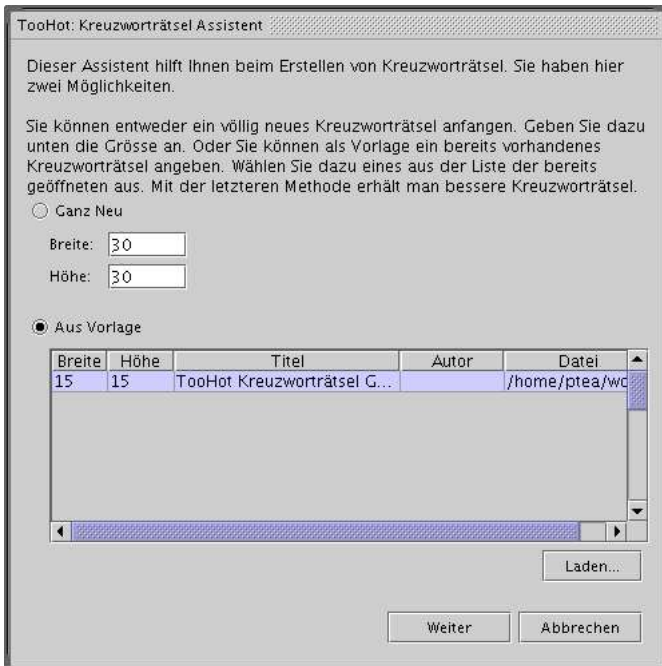 TooHot: Kreuzworträtsel Assistent
Dieser Assistent hilft Ihnen beim Erstellen von Kreuzworträtsel. Sie haben hier
zwei Möglichkeiten.
Sie können entweder ein völlig neues Kreuzworträtsel anfangen. Geben Sie dazu
unten die Grösse an. Oder Sie können als Vorlage ein bereits vorhandenes
Kreuzworträtsel angeben. Wählen Sie dazu eines aus der Liste der bereits
geöffneten aus. Mit der letzteren Methode erhält man bessere Kreuzworträtsel.
Ganz Neu
Breite: 30
Höhe: 30
Aus Vorlage
Breite Höhe Titel Autor Datei
15 15 TooHot Kreuzworträtsel G... /home/ptea/wo
Laden...
Weiter Abbrechen